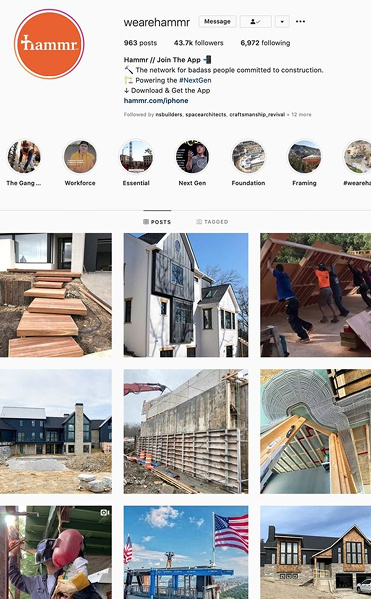 hammr
wearehammr Message
963 posts 43.7k followers 6,972 following
Hammr // Join The App
The network for badass people committed to construction.
Powering the #NextGen
↓ Download & Get the App
hammr.com/iphone
Followed by nsbuilders, spacearchitects, craftsmanship_revival + 12 more
The Gang ... Workforce Essential Next Gen Foundation Framing #weareha
POSTS TAGGED